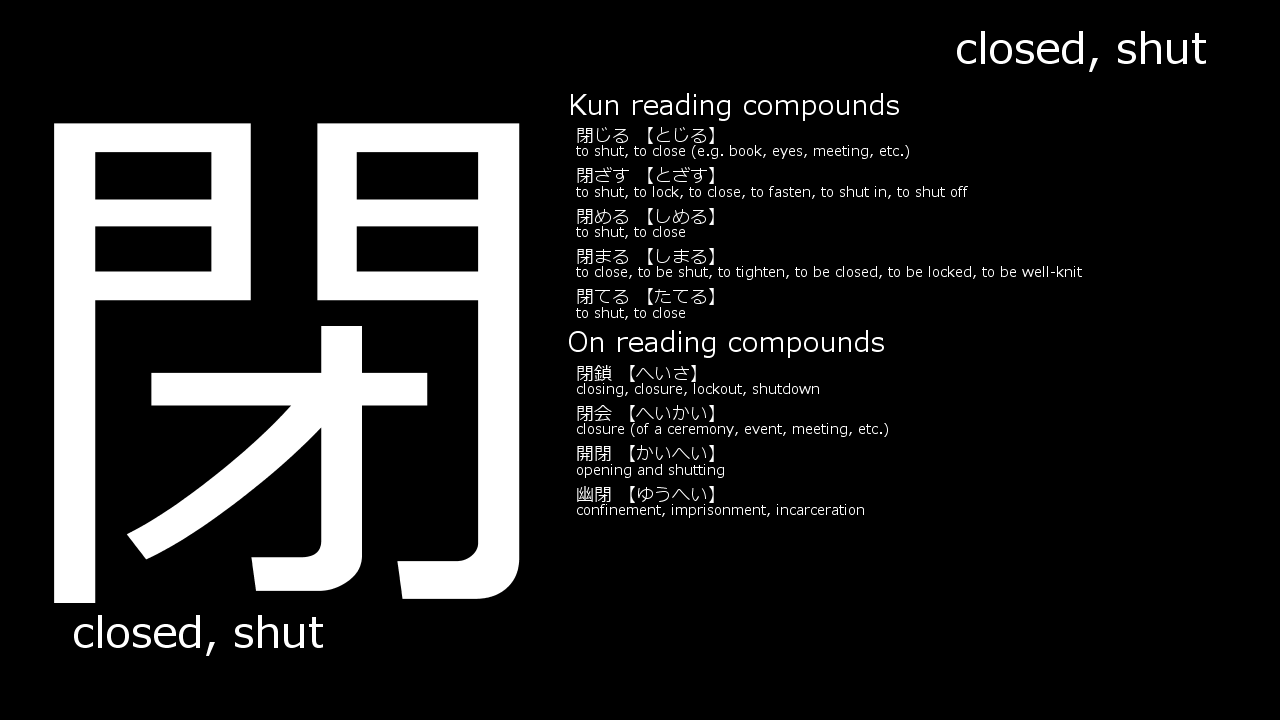 closed, shut
閉
closed, shut
Kun reading compounds
閉じる 【とじる】
to shut, to close (e.g. book, eyes, meeting, etc.)
閉ざす 【とざす】
to shut, to lock, to close, to fasten, to shut in, to shut off
閉める 【しめる】
to shut, to close
閉まる 【しまる】
to close, to be shut, to tighten, to be closed, to be locked, to be well-knit
閉てる 【たてる】
to shut, to close
On reading compounds
閉鎖 【へいさ】
closing, closure, lockout, shutdown
閉会 【へいかい】
closure (of a ceremony, event, meeting, etc.)
開閉 【かいへい】
opening and shutting
幽閉 【ゆうへい】
confinement, imprisonment, incarceration